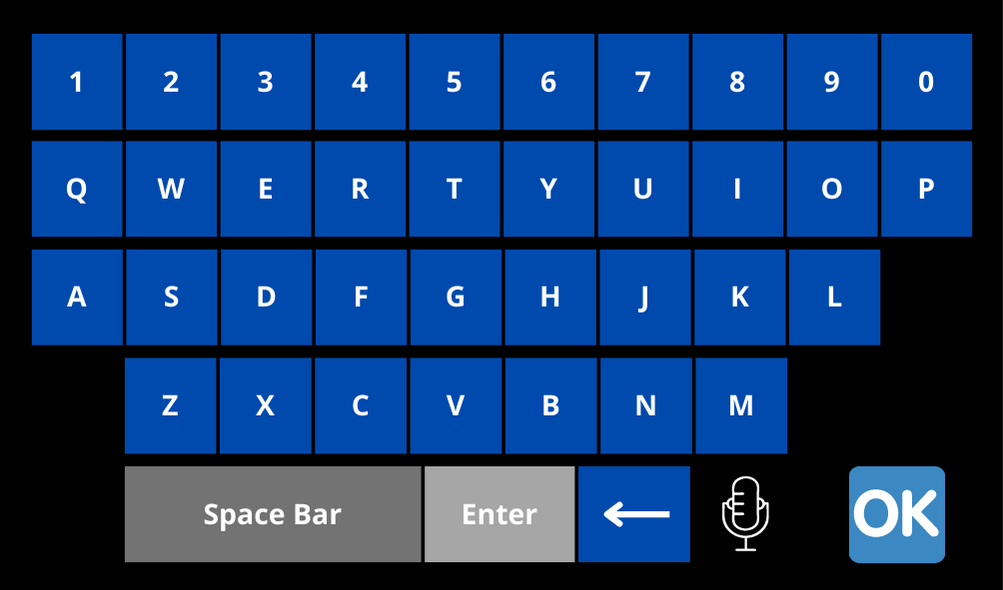 1 2 3 4 5 6 7 8 9 0
Q W E R T Y U I O P
A S D F G H J K L
Z X C V B N M
Space Bar Enter OK